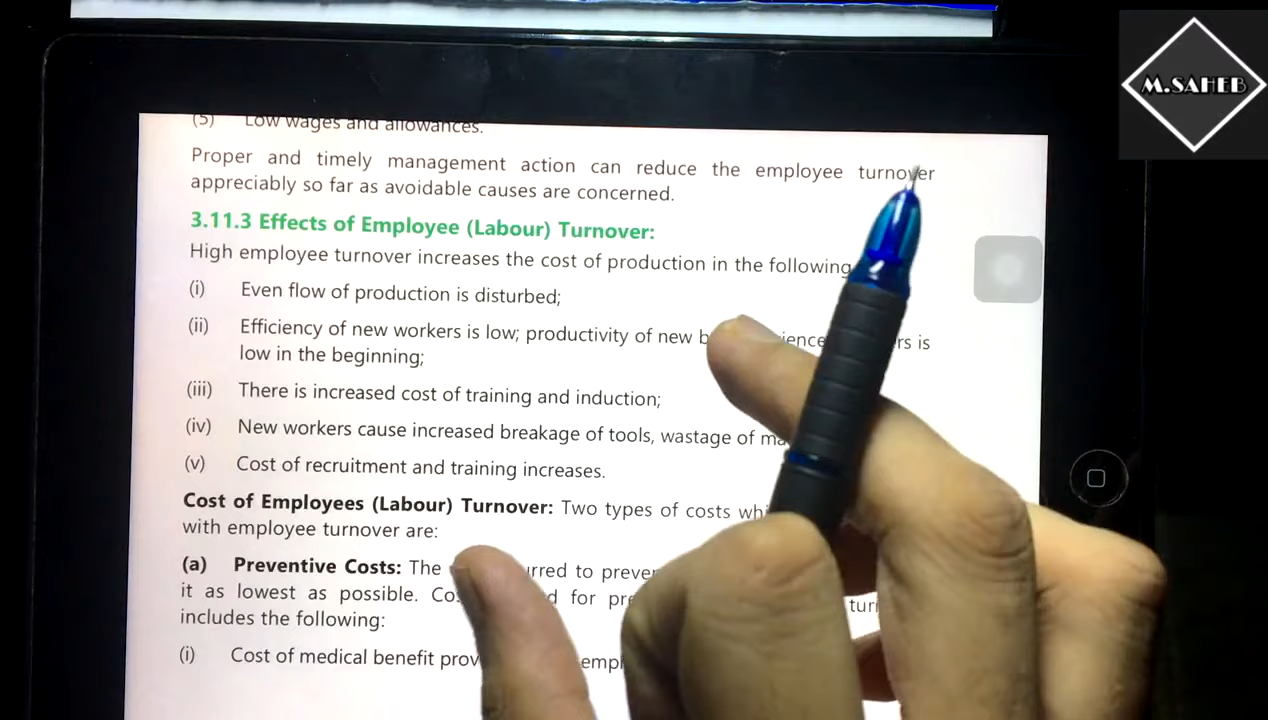 M.SAHEB
(5) Low wages and allowances.
Proper and timely management action can reduce the employee turnover
appreciably so far as avoidable causes are concerned.
3.11.3 Effects of Employee (Labour) Turnover:
High employee turnover increases the cost of production in the following
(i) Even flow of production is disturbed;
(ii) Efficiency of new workers is low; productivity of new is
low in the beginning;
(iii) There is increased cost of training and induction;
(iv) New workers cause increased breakage of tools, wastage of
(v) Cost of recruitment and training increases.
Cost of Employees (Labour) Turnover: Two types of costs
with employee turnover are:
(a) Preventive Costs: The
it as lowest as possible. for
includes the following:
(i) Cost of medical benefit